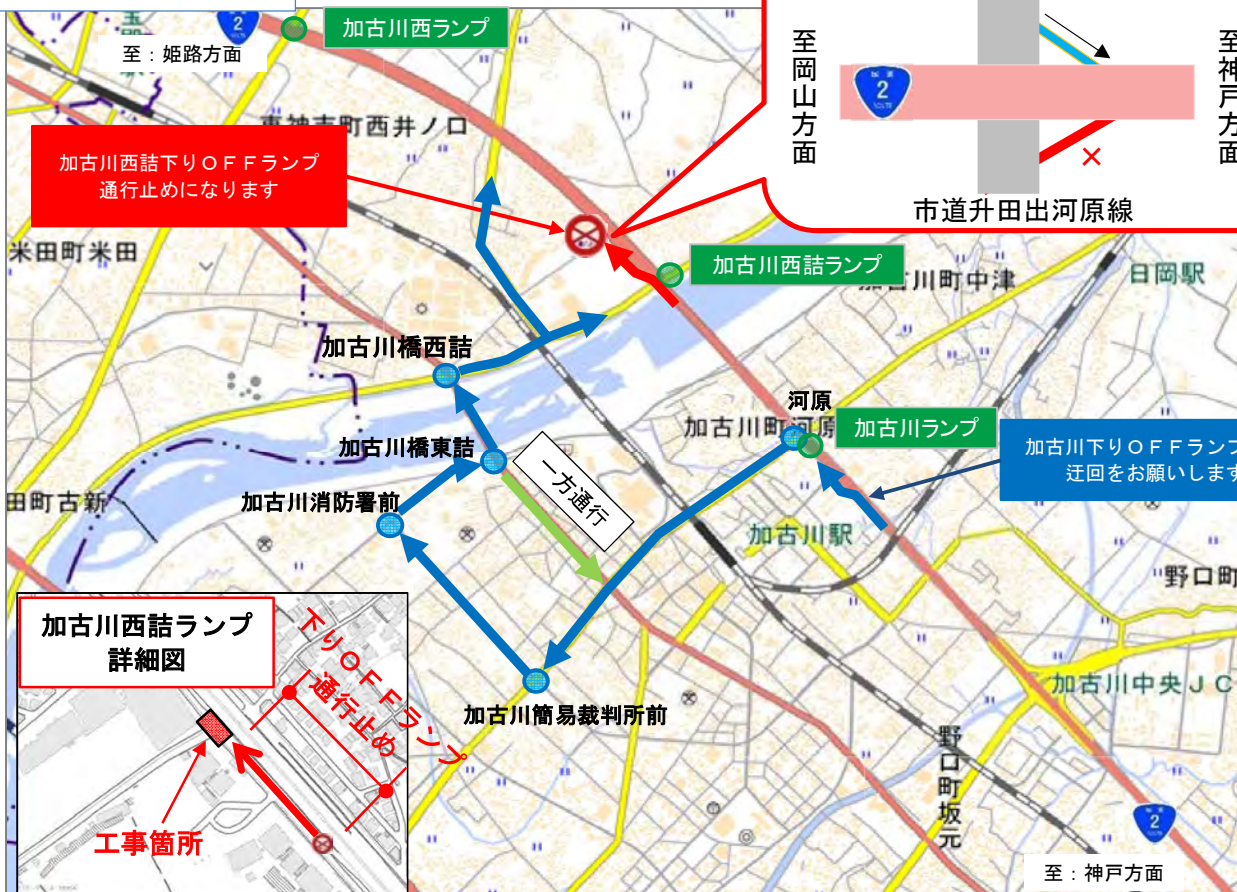 2
加古川西ランプ
至：姫路方面
東神吉町西井ノ口
加古川西詰下りＯＦＦランプ
通行止めになります
米田町米田
至岡山方面
国道
2
ROUTE
至神戸方面
市道升田出河原線
加古川西詰ランプ
加古川町中津
日岡駅
加古川橋西詰
河原
加古川町河原
加古川ランプ
加古川下りＯＦＦランプ
迂回をお願いします
加古川橋東詰
一方通行
加古川消防署前
田町古新
加古川駅
野口町
加古川西詰ランプ
詳細図
下りＯＦＦランプ
通行止め
工事箇所
加古川簡易裁判所前
加古川中央ＪＣ
野口町坂元
2
至：神戸方面